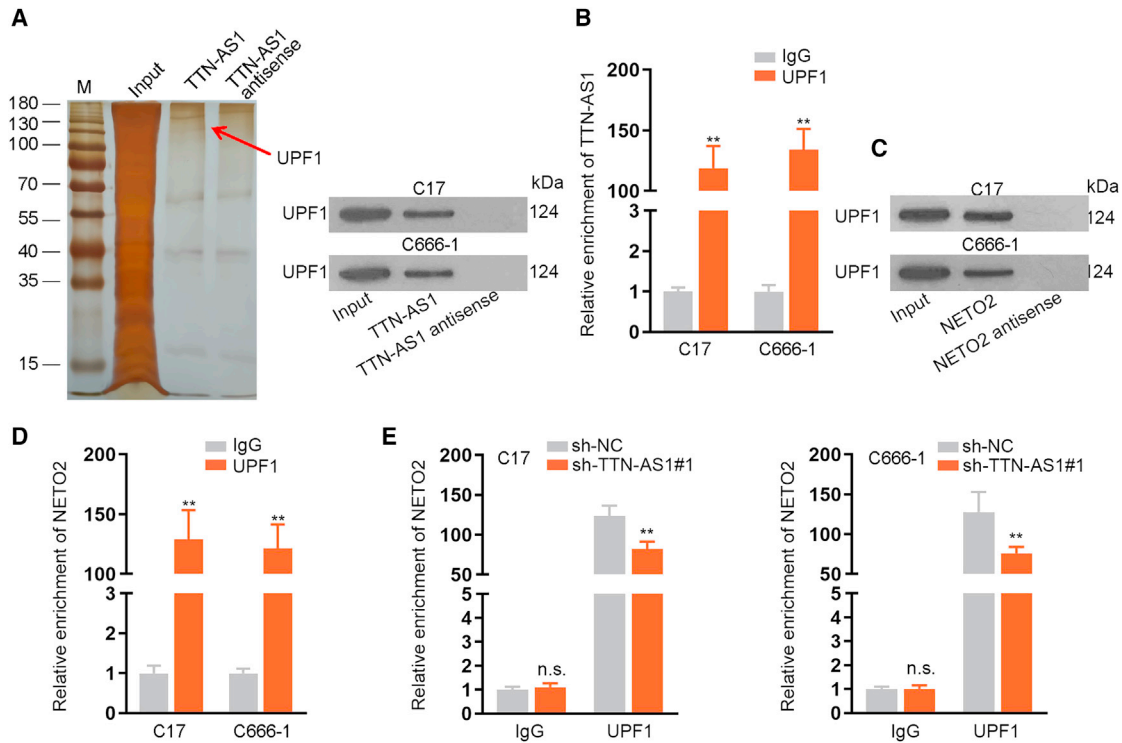 A
M
Input
TTN-AS1
TTN-AS1
antisense
180
130
100
70
55
40
35
15
UPF1
C17
kDa
UPF1
124
C666-1
UPF1
124
Input
TTN-AS1
TTN-AS1 antisense
B
IgG
UPF1
Relative enrichment of TTN-AS1
200
150
100
3
2
1
0
**
**
C17
C666-1
C
C17
kDa
UPF1
124
C666-1
UPF1
124
Input
NETO2
NETO2 antisense
D
IgG
UPF1
Relative enrichment of NETO2
200
150
100
3
2
1
0
**
**
C17
C666-1
E
C17
sh-NC
sh-TTN-AS1#1
Relative enrichment of NETO2
200
150
100
50
5
4
3
2
1
0
n.s.
**
IgG
UPF1
C666-1
sh-NC
sh-TTN-AS1#1
Relative enrichment of NETO2
200
150
100
50
5
4
3
2
1
0
n.s.
**
IgG
UPF1